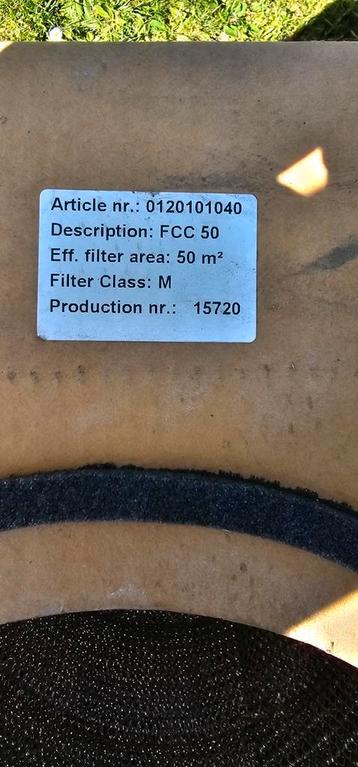 Article nr.: 0120101040
Description: FCC 50
Eff. filter area: 50 m²
Filter Class: M
Production nr.: 15720